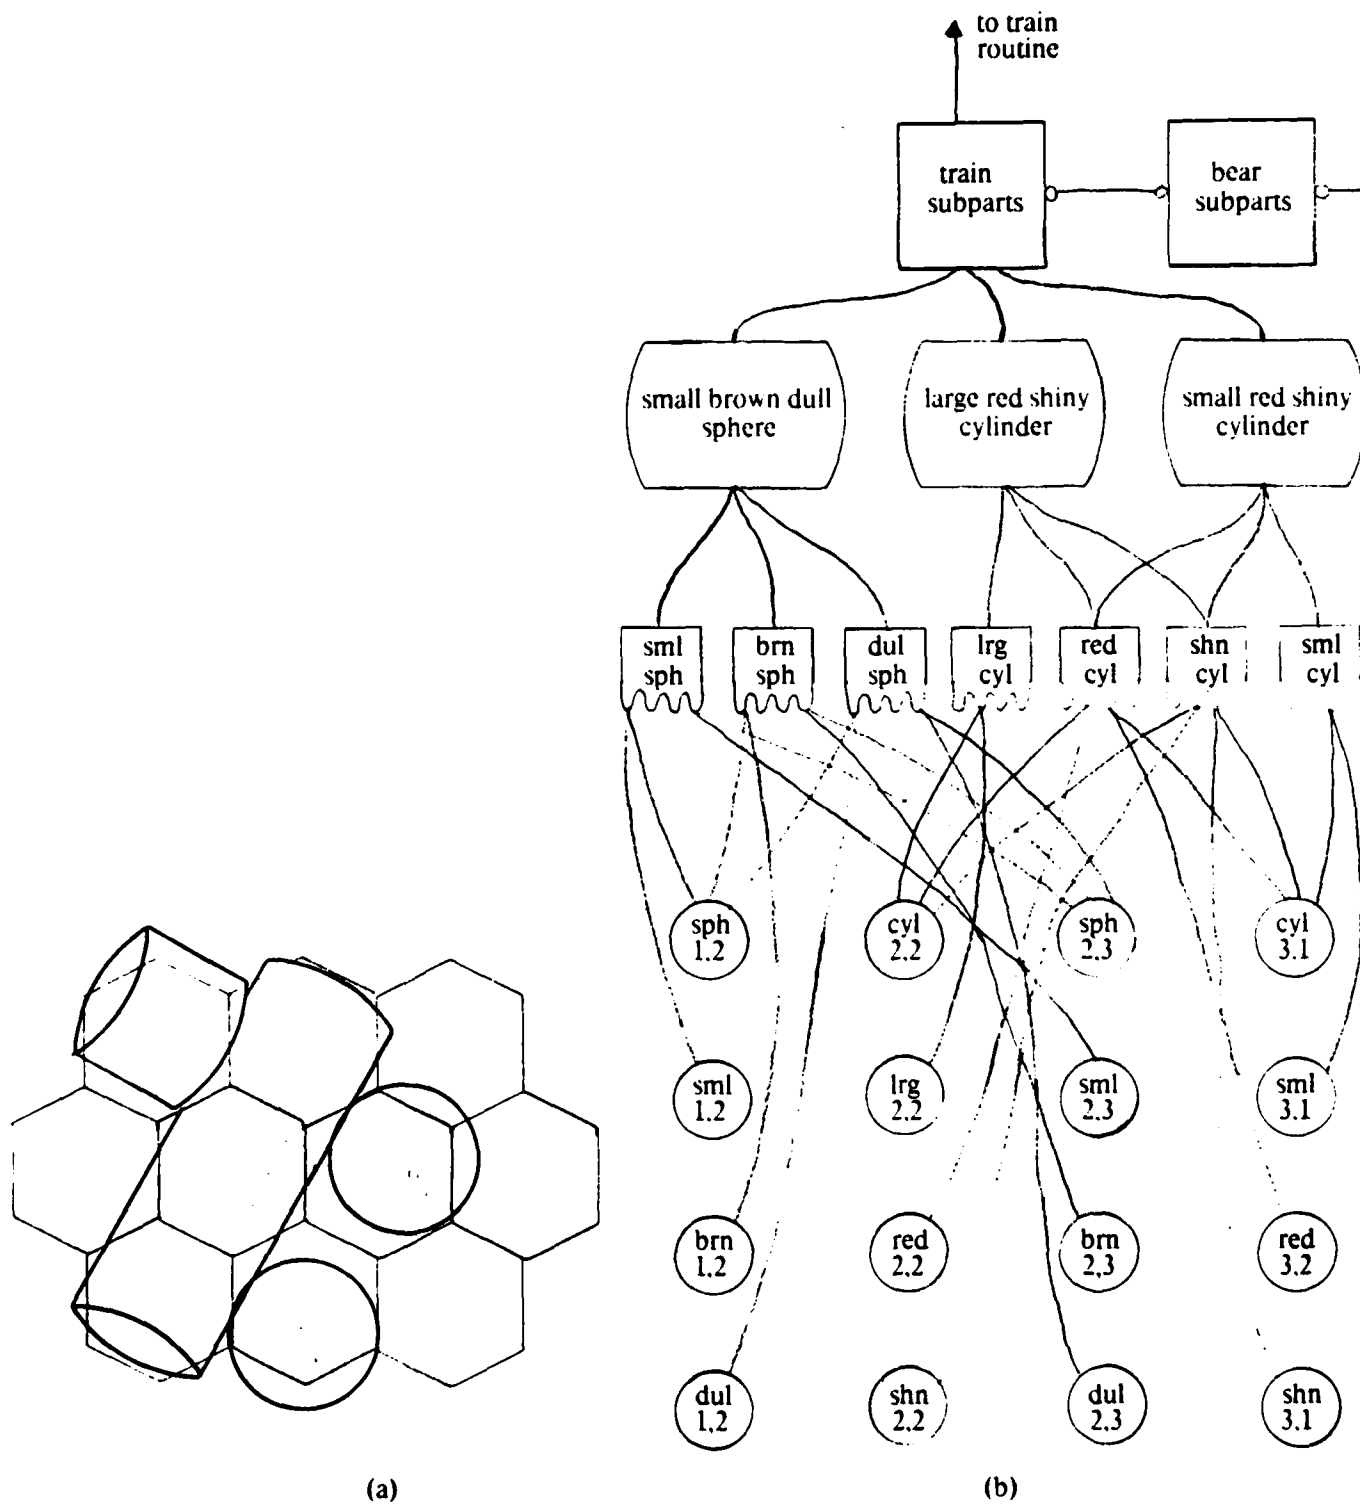 to train
routine
train
subparts
bear
subparts
small brown dull
sphere
large red shiny
cylinder
small red shiny
cylinder
sml
sph
brn
sph
dul
sph
lrg
cyl
red
cyl
shn
cyl
sml
cyl
sph
1,2
cyl
2,2
sph
2,3
cyl
3,1
sml
1,2
lrg
2,2
sml
2,3
sml
3,1
brn
1,2
red
2,2
brn
2,3
red
3,2
dul
1,2
shn
2,2
dul
2,3
shn
3,1
(a)
(b)